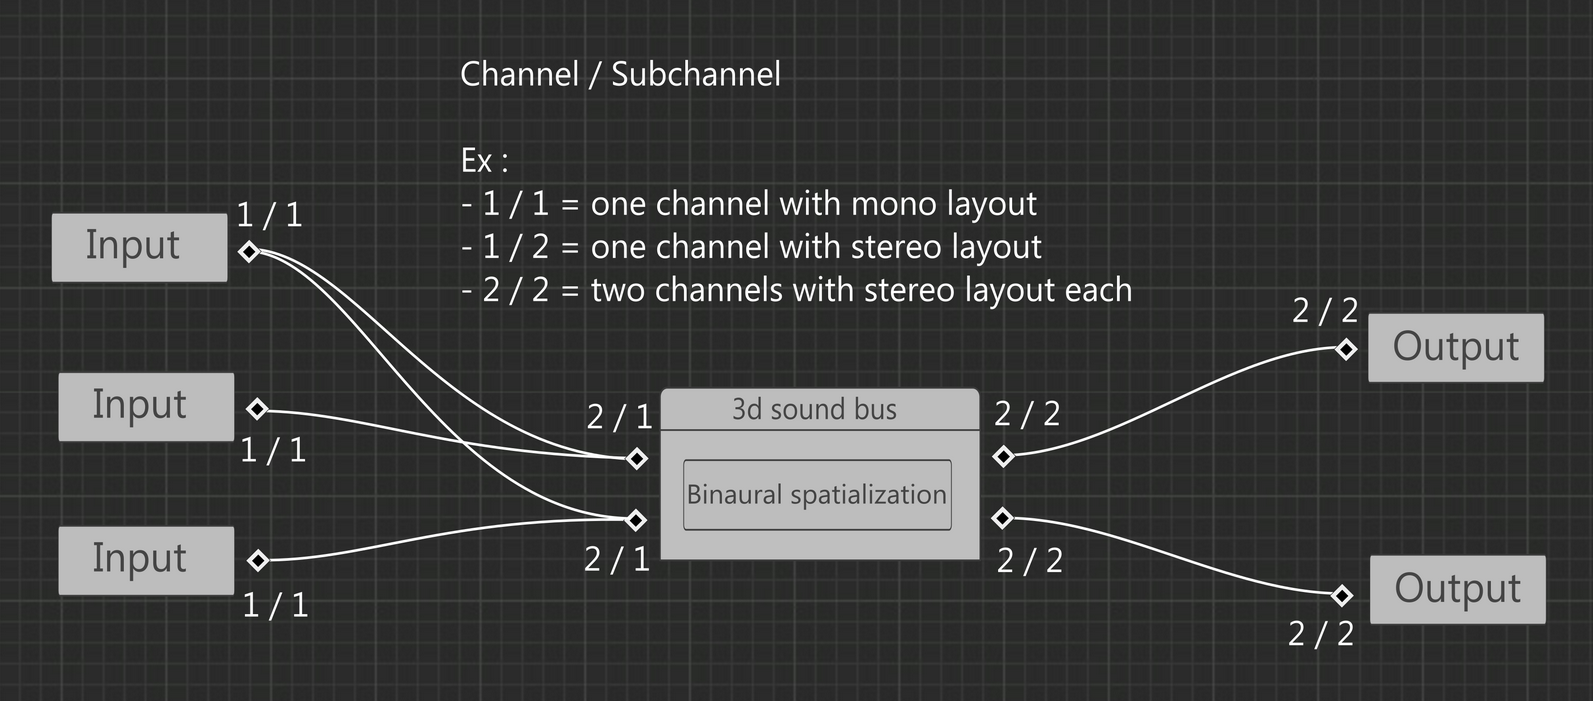 Channel / Subchannel
Ex :
- 1 / 1 = one channel with mono layout
- 1 / 2 = one channel with stereo layout
- 2 / 2 = two channels with stereo layout each
1 / 1
Input
Input
1 / 1
Input
1 / 1
2 / 1
3d sound bus
2 / 2
Binaural spatialization
2 / 1
2 / 2
2 / 2
Output
Output
2 / 2